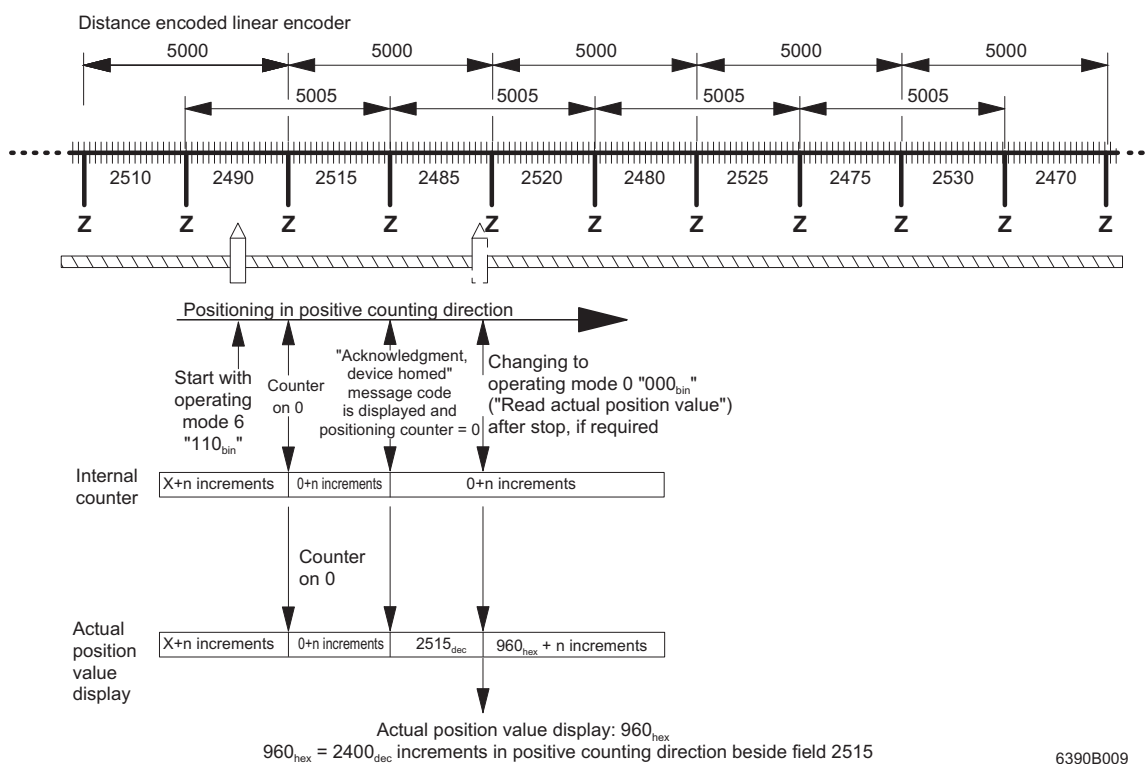 Distance encoded linear encoder
5000 5000 5000 5000 5000
5005 5005 5005 5005
2510 2490 2515 2485 2520 2480 2525 2475 2530 2470
Z Z Z Z Z Z Z Z Z Z Z
Positioning in positive counting direction
Start with
operating
mode 6
"110bin"
Counter
on 0
"Acknowledgment,
device homed"
message code
is displayed and
positioning counter = 0
Changing to
operating mode 0 "000bin"
("Read actual position value")
after stop, if required
Internal
counter
X+n increments
0+n increments
0+n increments
Counter
on 0
Actual
position
value
display
X+n increments
0+n increments
2515dec
960hex + n increments
Actual position value display: 960hex
960hex = 2400dec increments in positive counting direction beside field 2515
6390B009